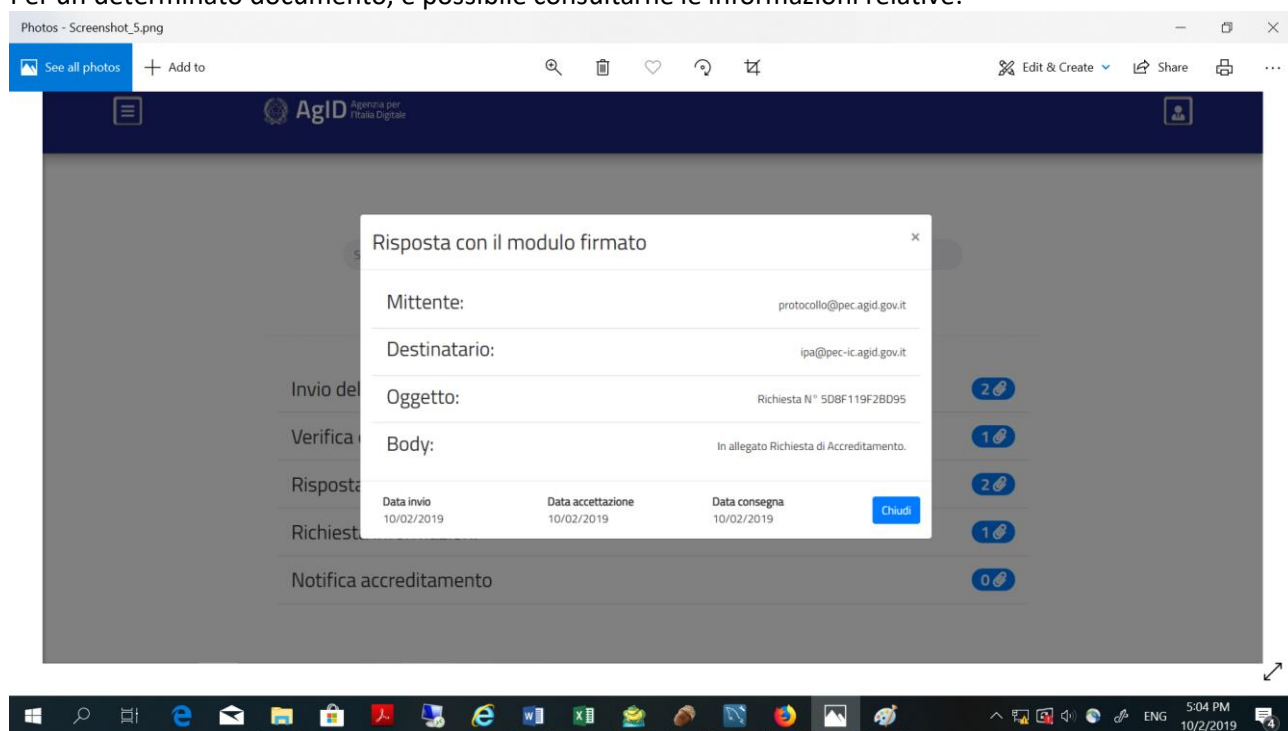 Per un determinato documento, è possibile consultarne le informazioni relative:
Photos - Screenshot_5.png
See all photos + Add to Edit & Create Share
AgID Agenzia per l'Italia Digitale
Risposta con il modulo firmato ×
Mittente: protocollo@pec.agid.gov.it
Destinatario: ipa@pec-ic.agid.gov.it
Invio del 2
Oggetto: Richiesta N° 5D8F119F2BD95
Verifica 1
Body: In allegato Richiesta di Accreditamento.
Risposta 2
Data invio Data accettazione Data consegna
10/02/2019 10/02/2019 10/02/2019
Chiudi
Richiest 1
Notifica accreditamento 0
ENG 5:04 PM
10/2/2019 4